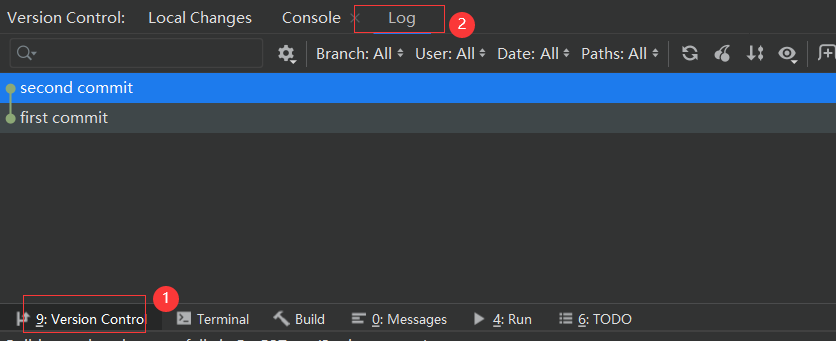 Version Control: Local Changes Console × Log
2
Branch: All User: All Date: All Paths: All
second commit
first commit
1
9: Version Control Terminal Build 0: Messages 4: Run 6: TODO